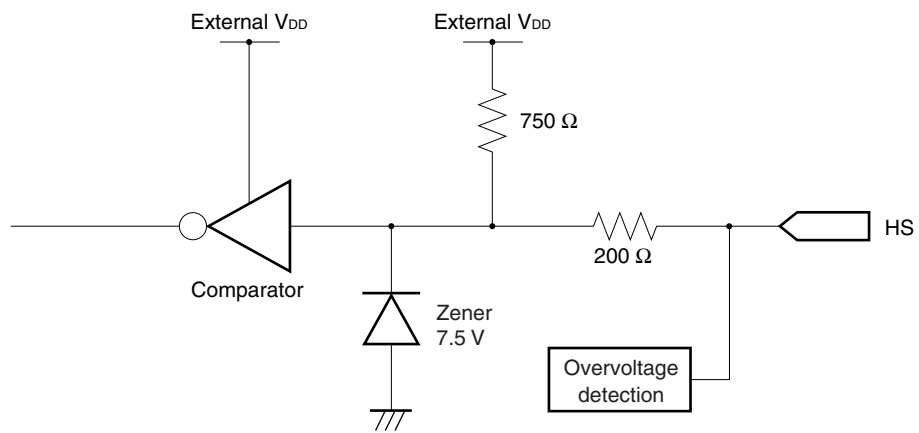 External VDD
External VDD
750 Ω
HS
200 Ω
Comparator
Zener
7.5 V
Overvoltage
detection